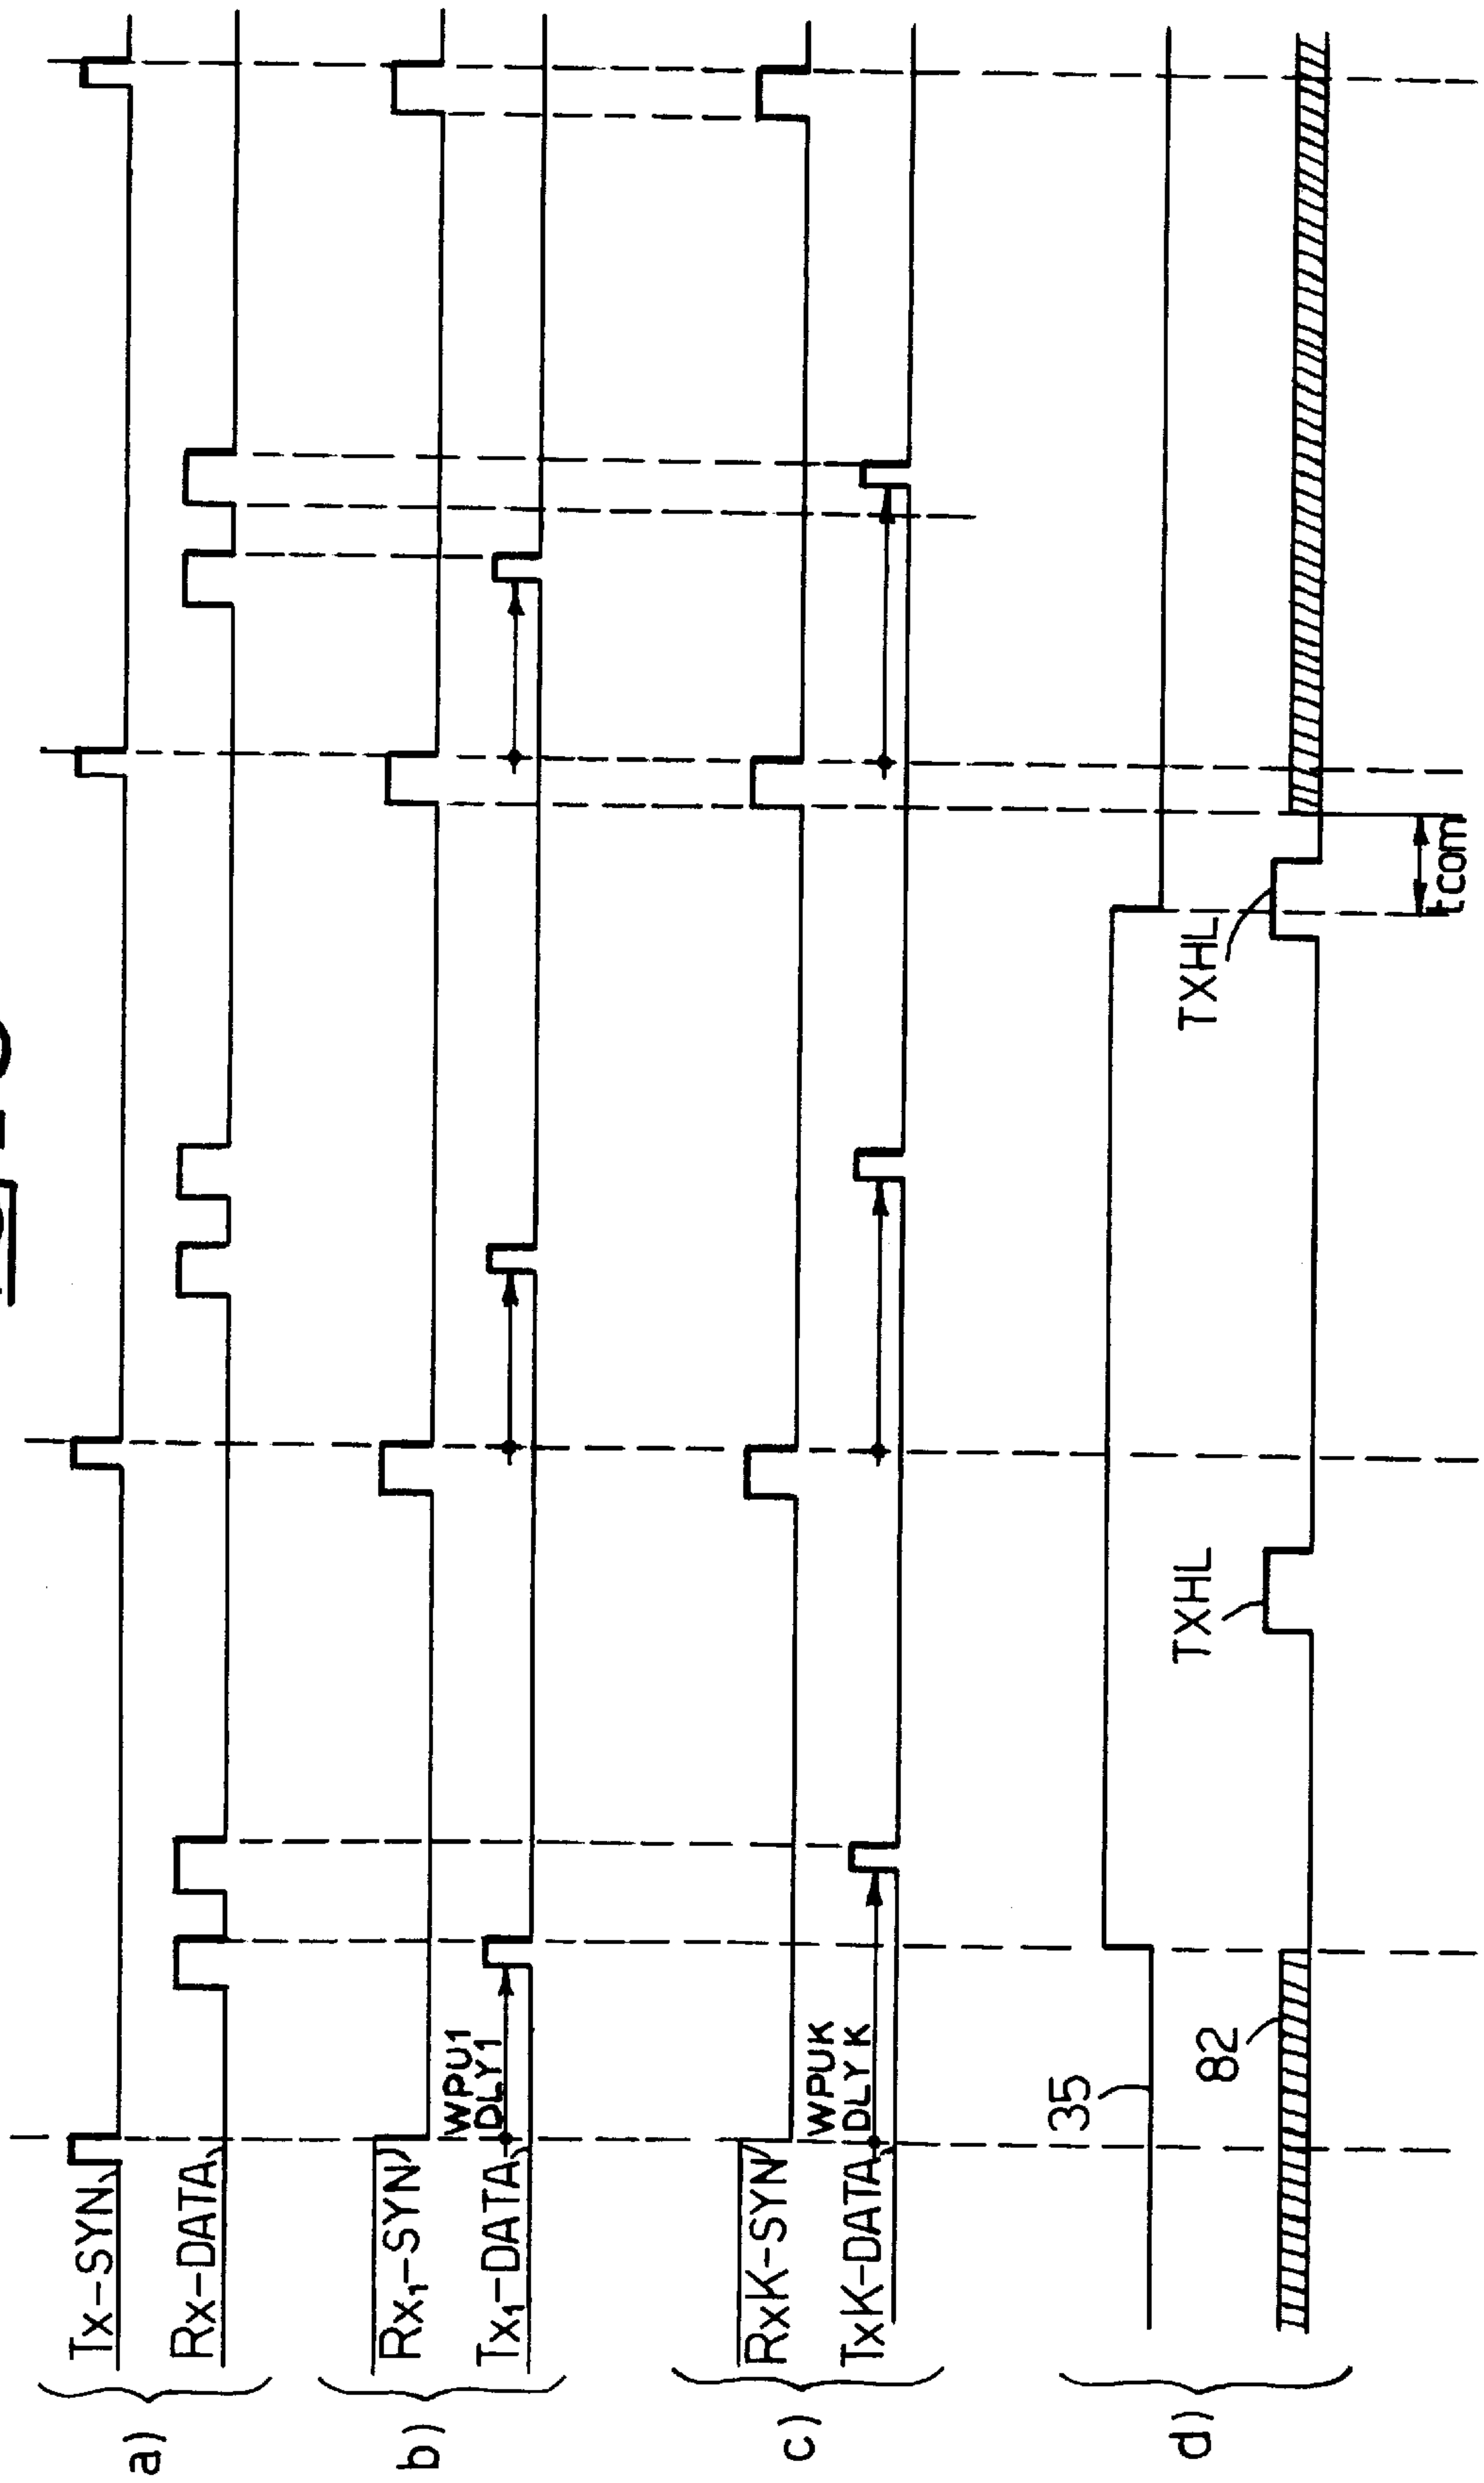 a)
Tx-SYN
Rx-DATA
b)
Rx₁-SYN
WPU1
DLY1
Tx₁-DATA
c)
RxK-SYN
WPUK
DLY K
TxK-DATA
d)
35
82
TXHL
TXHL
tcom